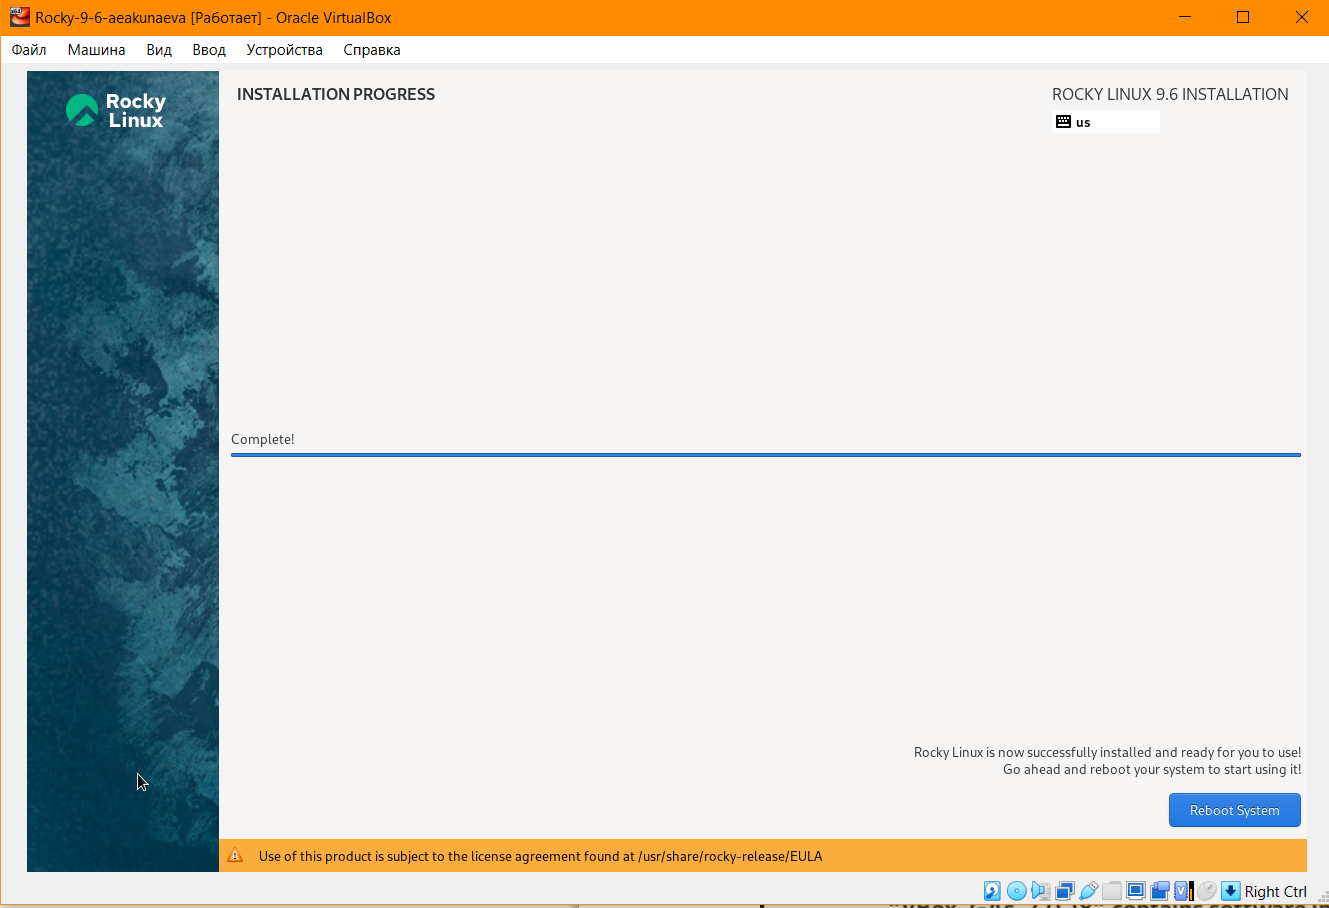 Rocky-9-6-aeakunaeva [Работает] - Oracle VirtualBox
Файл Машина Вид Ввод Устройства Справка
Rocky
Linux
INSTALLATION PROGRESS
ROCKY LINUX 9.6 INSTALLATION
us
Complete!
Rocky Linux is now successfully installed and ready for you to use!
Go ahead and reboot your system to start using it!
Reboot System
Use of this product is subject to the license agreement found at /usr/share/rocky-release/EULA
Right Ctrl